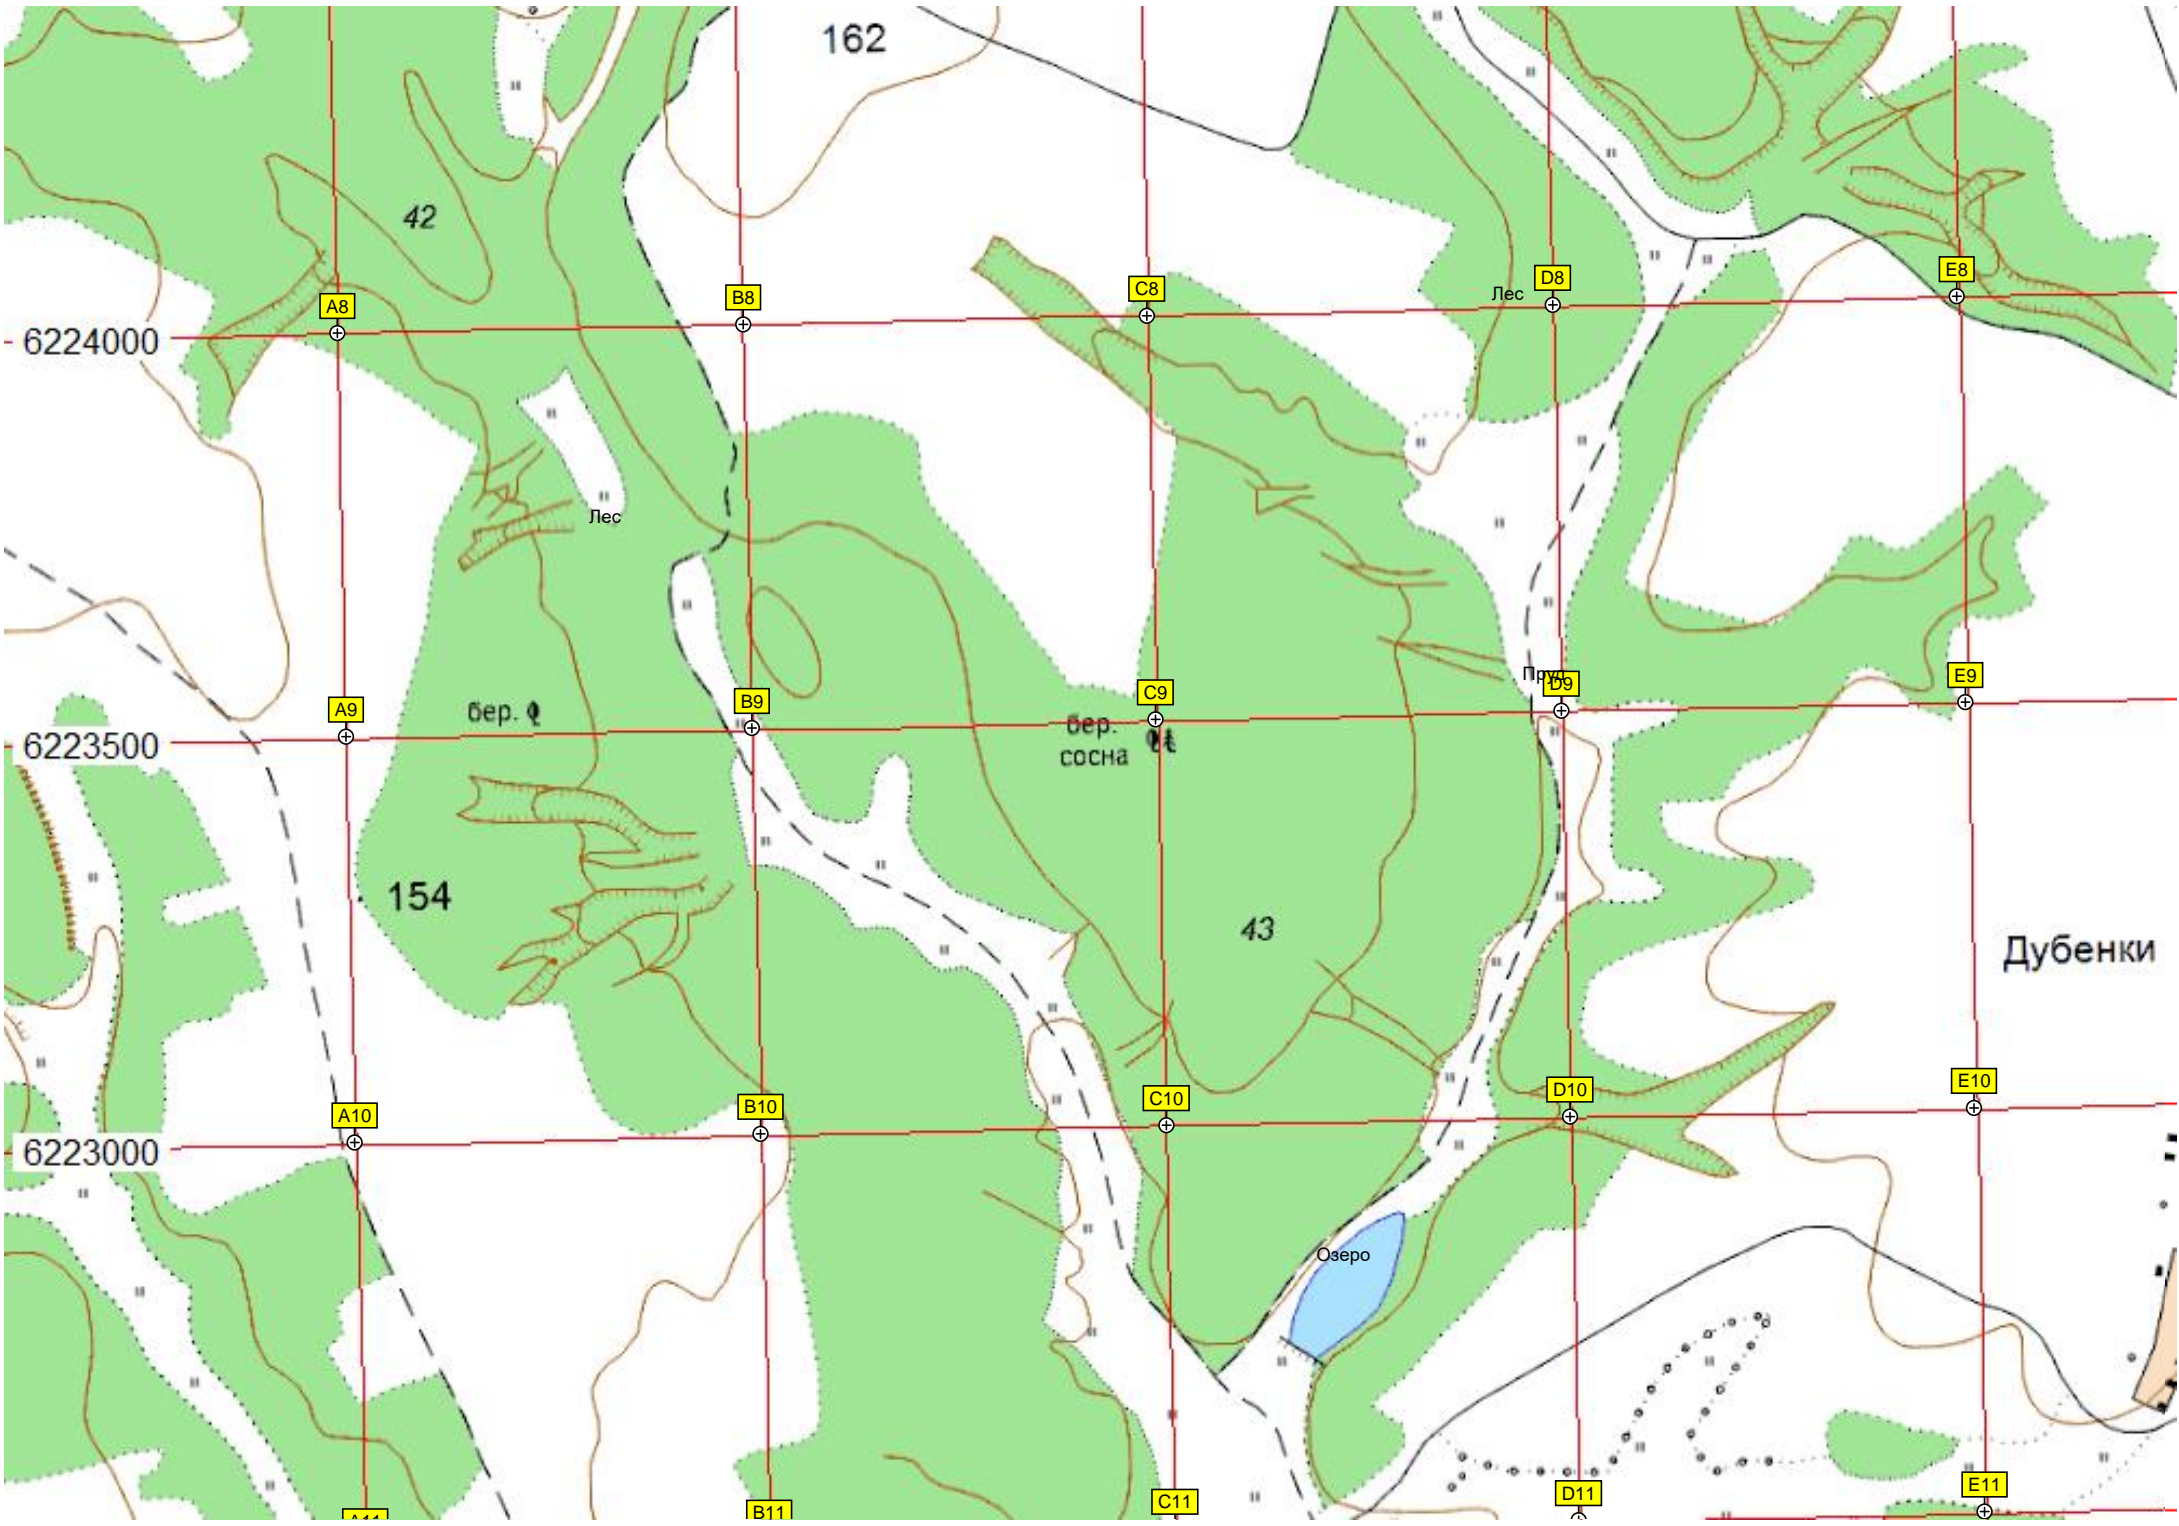 162
42
D8
E8
C8
Лес
B8
A8
6224000
Лес
Пруд
D9
E9
C9
B9
A9
бер.
бер.
сосна
6223500
154
43
Дубенки
E10
D10
C10
B10
A10
6223000
Озеро
E11
D11
C11
B11
A11